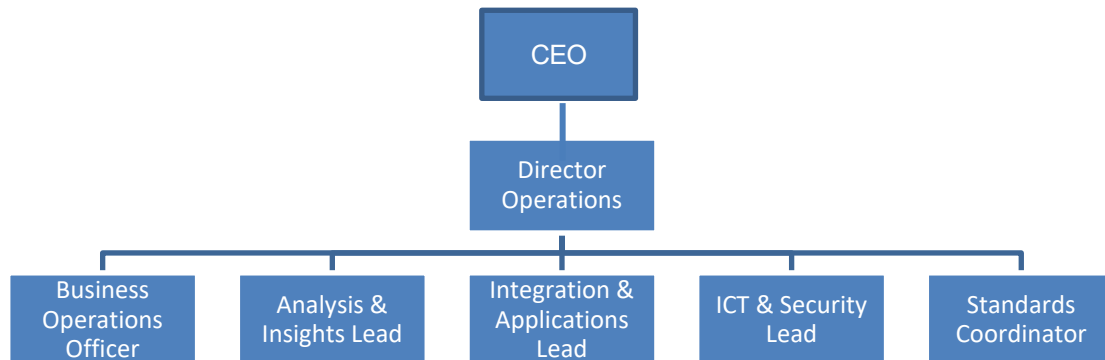 CEO
Director
Operations
Business
Operations
Officer
Analysis &
Insights Lead
Integration &
Applications
Lead
ICT & Security
Lead
Standards
Coordinator